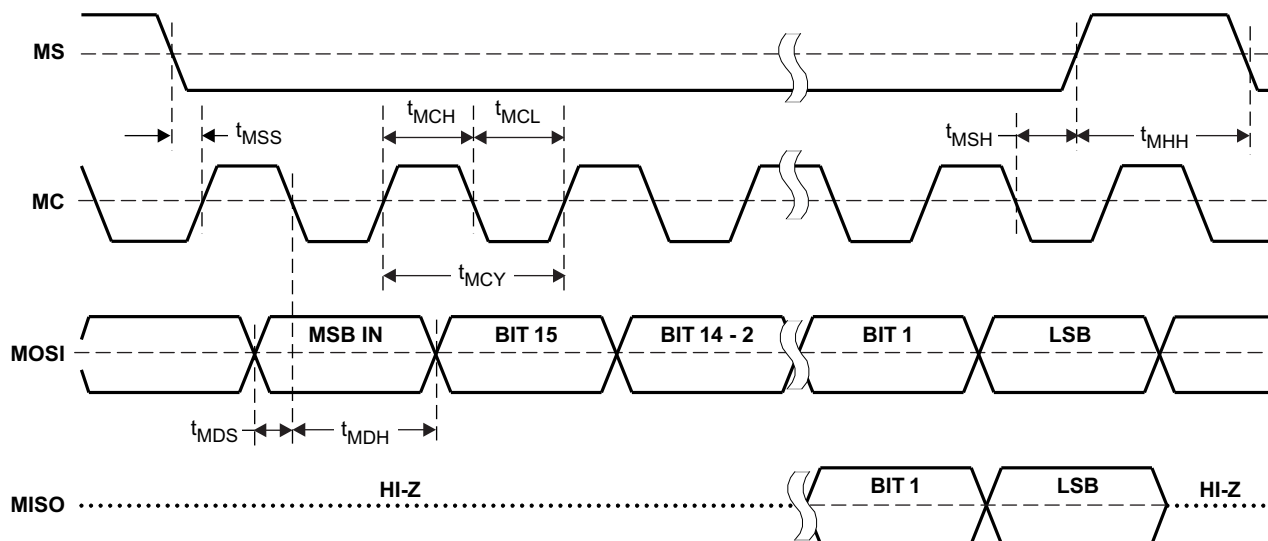 MS
tMSS
tMCH
tMCL
tMSH
tMHH
MC
tMCY
MOSI
MSB IN
BIT 15
BIT 14 - 2
BIT 1
LSB
tMDS
tMDH
MISO
HI-Z
BIT 1
LSB
HI-Z